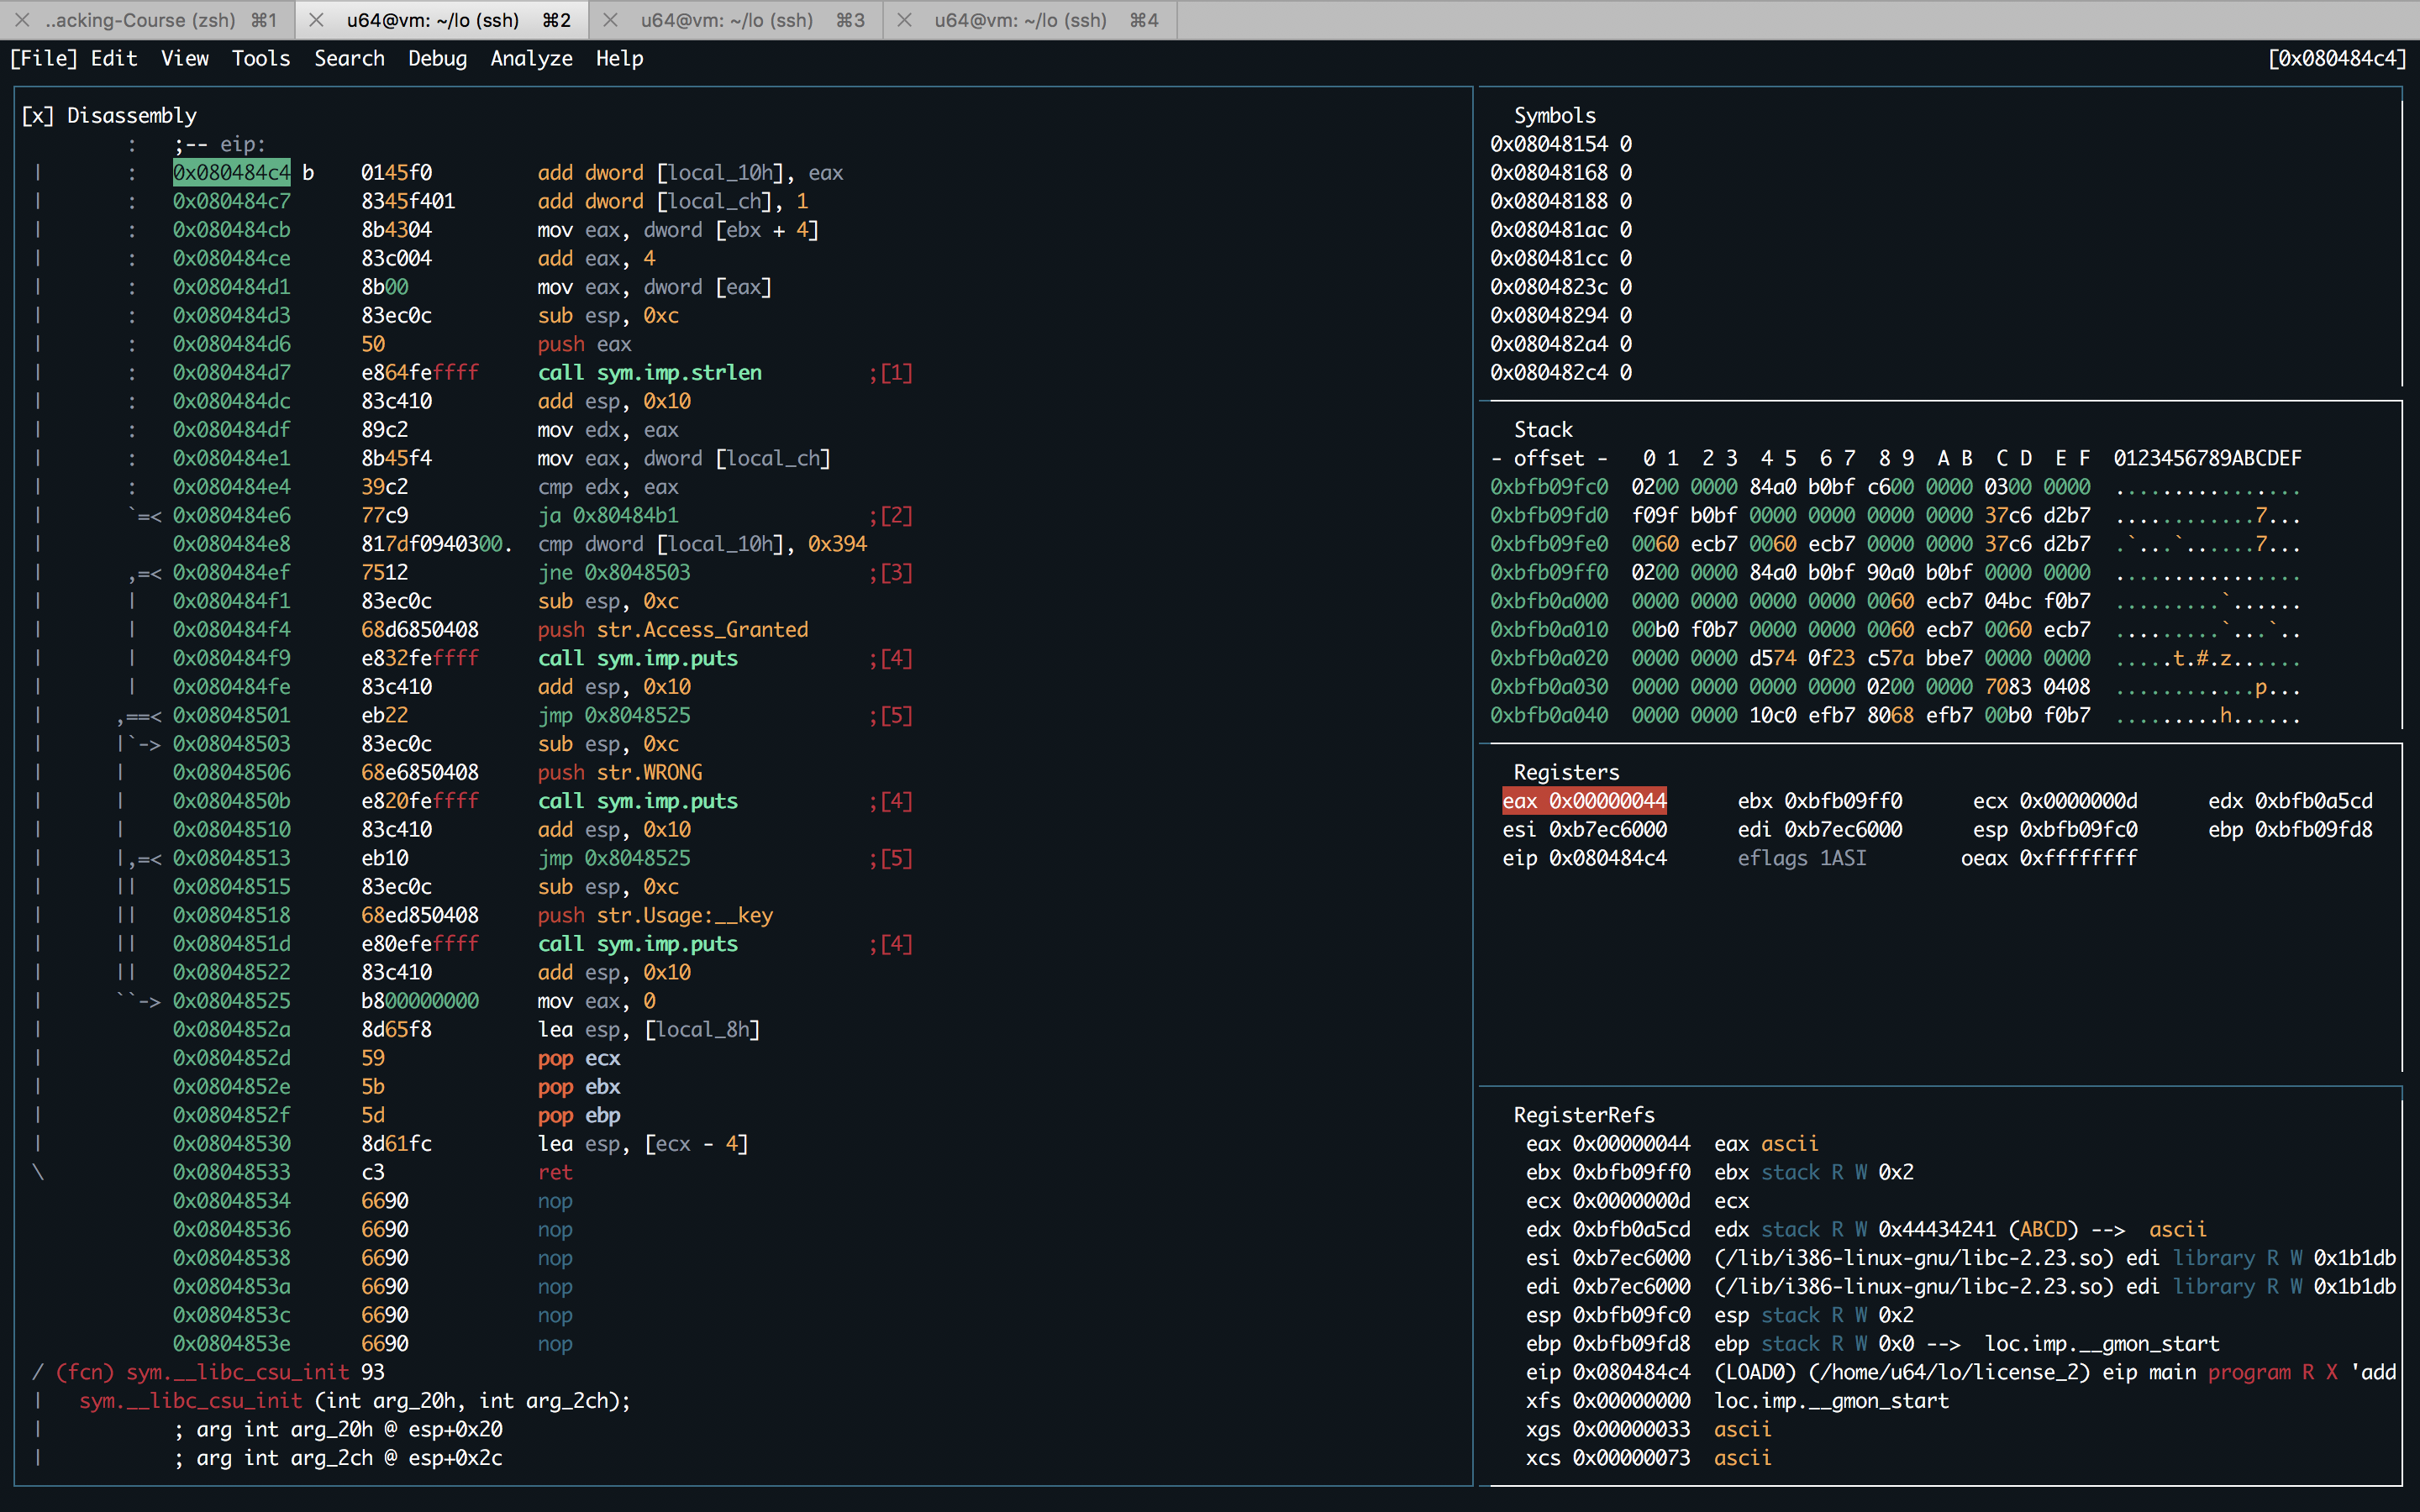 ..acking-Course (zsh) ⌘1 u64@vm: ~/lo (ssh) ⌘2 u64@vm: ~/lo (ssh) ⌘3 u64@vm: ~/lo (ssh) ⌘4
[File] Edit View Tools Search Debug Analyze Help [0x080484c4]
[x] Disassembly
: ;-- eip:
| : 0x080484c4 b 0145f0 add dword [local_10h], eax
| : 0x080484c7 8345f401 add dword [local_ch], 1
| : 0x080484cb 8b4304 mov eax, dword [ebx + 4]
| : 0x080484ce 83c004 add eax, 4
| : 0x080484d1 8b00 mov eax, dword [eax]
| : 0x080484d3 83ec0c sub esp, 0xc
| : 0x080484d6 50 push eax
| : 0x080484d7 e864feffff call sym.imp.strlen ;[1]
| : 0x080484dc 83c410 add esp, 0x10
| : 0x080484df 89c2 mov edx, eax
| : 0x080484e1 8b45f4 mov eax, dword [local_ch]
| : 0x080484e4 39c2 cmp edx, eax
| `=< 0x080484e6 77c9 ja 0x80484b1 ;[2]
| 0x080484e8 817df0940300. cmp dword [local_10h], 0x394
| ,=< 0x080484ef 7512 jne 0x8048503 ;[3]
| | 0x080484f1 83ec0c sub esp, 0xc
| | 0x080484f4 68d6850408 push str.Access_Granted
| | 0x080484f9 e832feffff call sym.imp.puts ;[4]
| | 0x080484fe 83c410 add esp, 0x10
| ,==< 0x08048501 eb22 jmp 0x8048525 ;[5]
| |`-> 0x08048503 83ec0c sub esp, 0xc
| | 0x08048506 68e6850408 push str.WRONG
| | 0x0804850b e820feffff call sym.imp.puts ;[4]
| | 0x08048510 83c410 add esp, 0x10
| |,=< 0x08048513 eb10 jmp 0x8048525 ;[5]
| || 0x08048515 83ec0c sub esp, 0xc
| || 0x08048518 68ed850408 push str.Usage:__key
| || 0x0804851d e80efeffff call sym.imp.puts ;[4]
| || 0x08048522 83c410 add esp, 0x10
| ``-> 0x08048525 b800000000 mov eax, 0
| 0x0804852a 8d65f8 lea esp, [local_8h]
| 0x0804852d 59 pop ecx
| 0x0804852e 5b pop ebx
| 0x0804852f 5d pop ebp
| 0x08048530 8d61fc lea esp, [ecx - 4]
\ 0x08048533 c3 ret
0x08048534 6690 nop
0x08048536 6690 nop
0x08048538 6690 nop
0x0804853a 6690 nop
0x0804853c 6690 nop
0x0804853e 6690 nop
/ (fcn) sym.__libc_csu_init 93
| sym.__libc_csu_init (int arg_20h, int arg_2ch);
| ; arg int arg_20h @ esp+0x20
| ; arg int arg_2ch @ esp+0x2c
Symbols
0x08048154 0
0x08048168 0
0x08048188 0
0x080481ac 0
0x080481cc 0
0x0804823c 0
0x08048294 0
0x080482a4 0
0x080482c4 0
Stack
- offset - 0 1 2 3 4 5 6 7 8 9 A B C D E F 0123456789ABCDEF
0xbfb09fc0 0200 0000 84a0 b0bf c600 0000 0300 0000 ................
0xbfb09fd0 f09f b0bf 0000 0000 0000 0000 37c6 d2b7 ............7...
0xbfb09fe0 0060 ecb7 0060 ecb7 0000 0000 37c6 d2b7 .`...`......7...
0xbfb09ff0 0200 0000 84a0 b0bf 90a0 b0bf 0000 0000 ................
0xbfb0a000 0000 0000 0000 0000 0060 ecb7 04bc f0b7 .........`......
0xbfb0a010 00b0 f0b7 0000 0000 0060 ecb7 0060 ecb7 .........`...`..
0xbfb0a020 0000 0000 d574 0f23 c57a bbe7 0000 0000 .....t.#.z......
0xbfb0a030 0000 0000 0000 0000 0200 0000 7083 0408 ............p...
0xbfb0a040 0000 0000 10c0 efb7 8068 efb7 00b0 f0b7 .........h......
Registers
eax 0x00000044 ebx 0xbfb09ff0 ecx 0x0000000d edx 0xbfb0a5cd
esi 0xb7ec6000 edi 0xb7ec6000 esp 0xbfb09fc0 ebp 0xbfb09fd8
eip 0x080484c4 eflags 1ASI oeax 0xffffffff
RegisterRefs
eax 0x00000044 eax ascii
ebx 0xbfb09ff0 ebx stack R W 0x2
ecx 0x0000000d ecx
edx 0xbfb0a5cd edx stack R W 0x44434241 (ABCD) --> ascii
esi 0xb7ec6000 (/lib/i386-linux-gnu/libc-2.23.so) edi library R W 0x1b1db
edi 0xb7ec6000 (/lib/i386-linux-gnu/libc-2.23.so) edi library R W 0x1b1db
esp 0xbfb09fc0 esp stack R W 0x2
ebp 0xbfb09fd8 ebp stack R W 0x0 --> loc.imp.__gmon_start
eip 0x080484c4 (LOAD0) (/home/u64/lo/license_2) eip main program R X 'add
xfs 0x00000000 loc.imp.__gmon_start
xgs 0x00000033 ascii
xcs 0x00000073 ascii